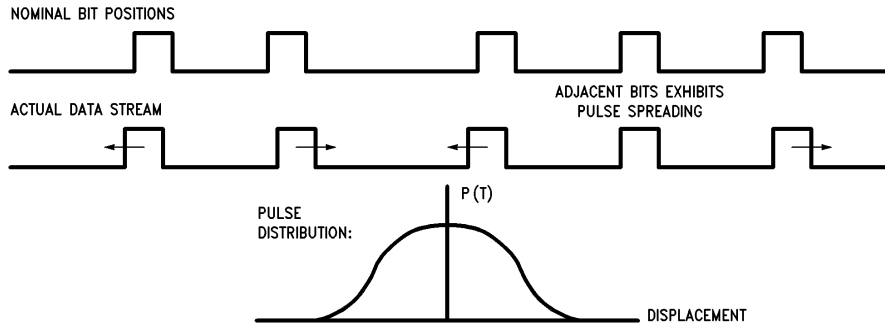 NOMINAL BIT POSITIONS
ACTUAL DATA STREAM
ADJACENT BITS EXHIBITS
PULSE SPREADING
P(T)
PULSE
DISTRIBUTION:
DISPLACEMENT